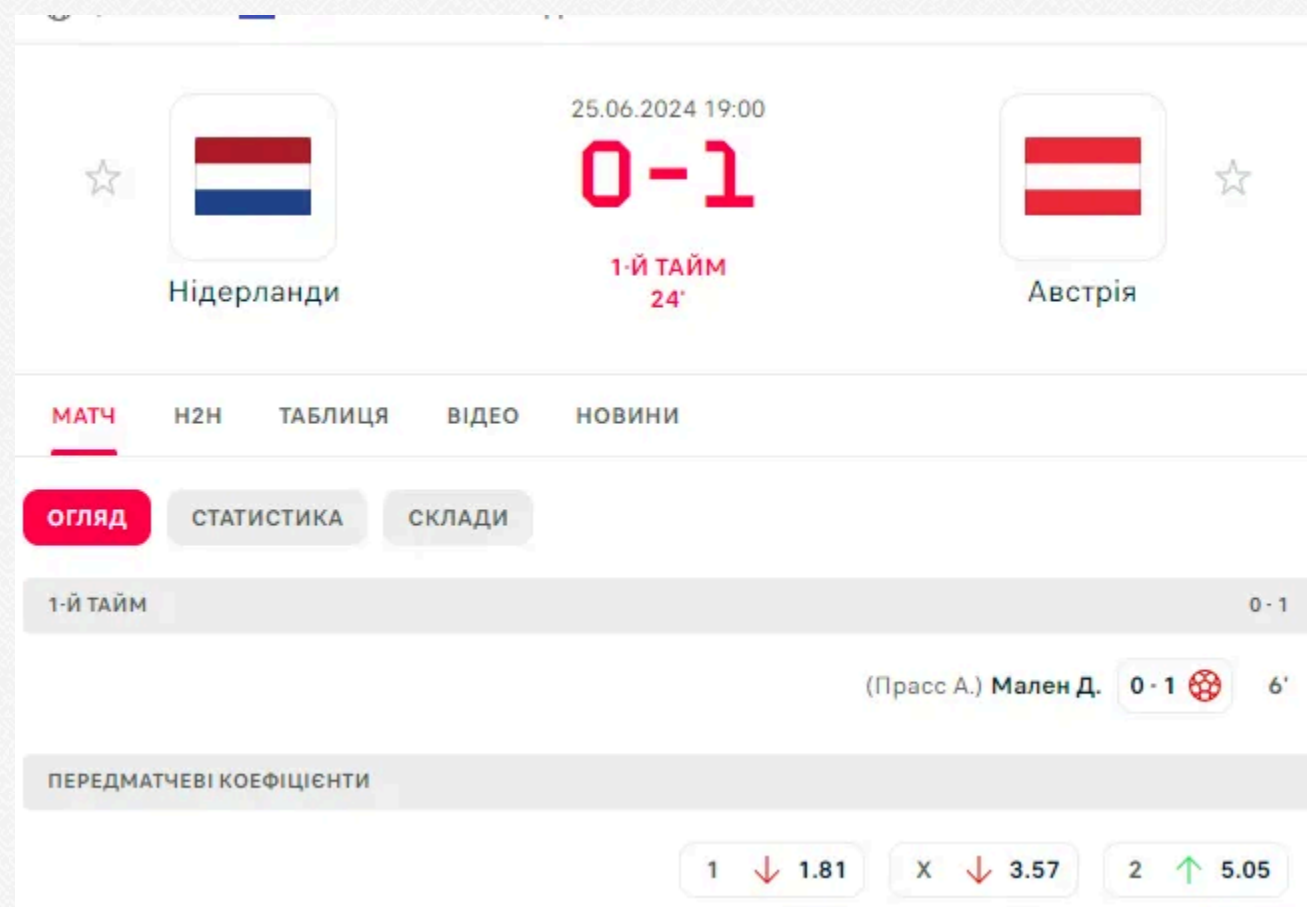 25.06.2024 19:00
0-1
1-Й ТАЙМ
24'
Нідерланди
Австрія
МАТЧ H2H ТАБЛИЦЯ ВІДЕО НОВИНИ
ОГЛЯД СТАТИСТИКА СКЛАДИ
1-Й ТАЙМ 0 - 1
(Прасс А.) Мален Д. 0 - 1 6'
ПЕРЕДМАТЧЕВІ КОЕФІЦІЄНТИ
1 ↓ 1.81 X ↓ 3.57 2 ↑ 5.05